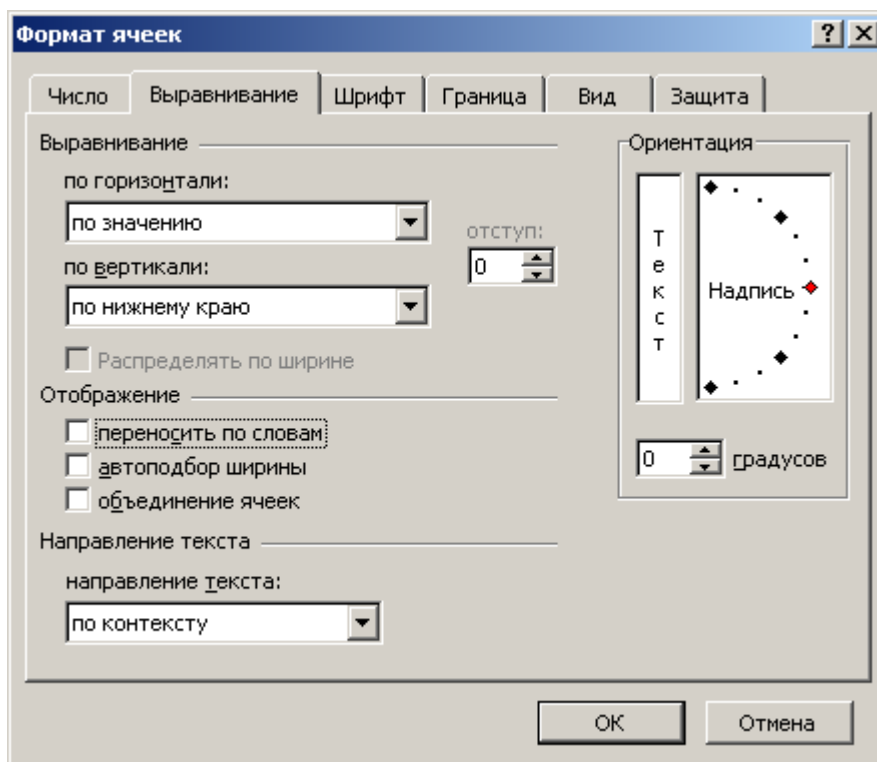 Формат ячеек
Число Выравнивание Шрифт Граница Вид Защита
Выравнивание
по горизонтали:
по значению
отступ:
0
по вертикали:
по нижнему краю
Распределять по ширине
Отображение
переносить по словам
автоподбор ширины
объединение ячеек
Направление текста
направление текста:
по контексту
Ориентация
Текст
Надпись
0 градусов
ОК Отмена